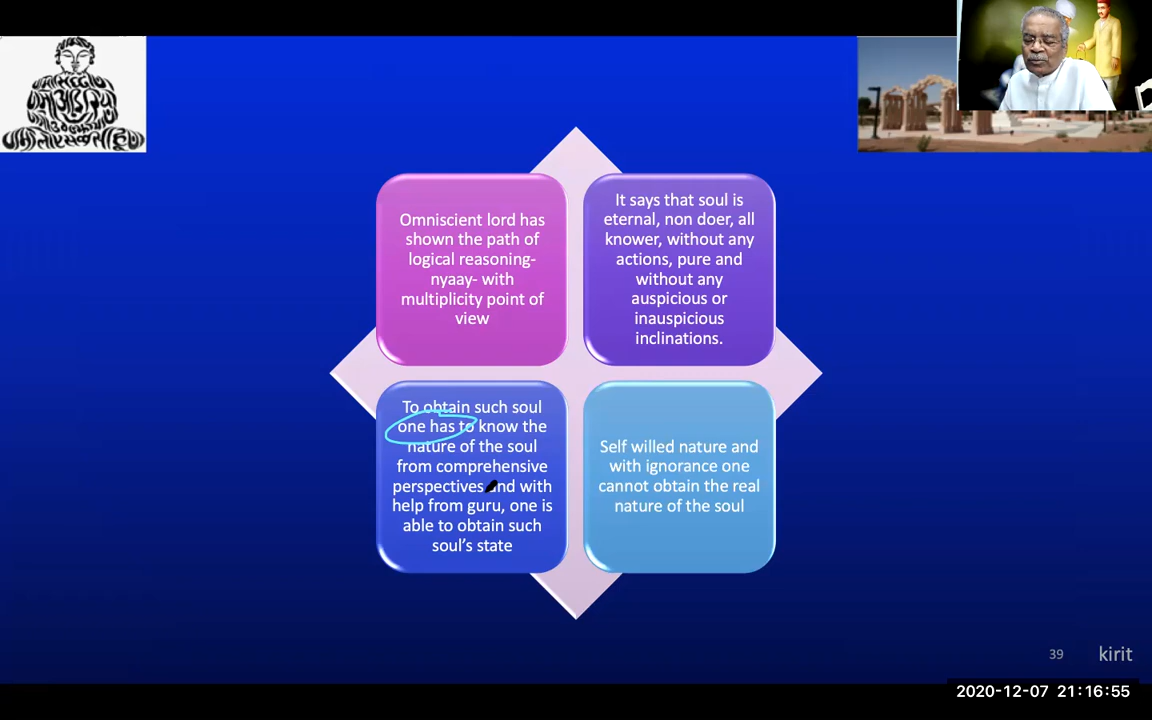 Omniscient lord has
shown the path of
logical reasoning-
nyaay- with
multiplicity point of
view
It says that soul is
eternal, non doer, all
knower, without any
actions, pure and
without any
auspicious or
inauspicious
inclinations.
To obtain such soul
one has to know the
nature of the soul
from comprehensive
perspectives and with
help from guru, one is
able to obtain such
soul's state
Self willed nature and
with ignorance one
cannot obtain the real
nature of the soul
39
kirit
2020-12-07 21:16:55